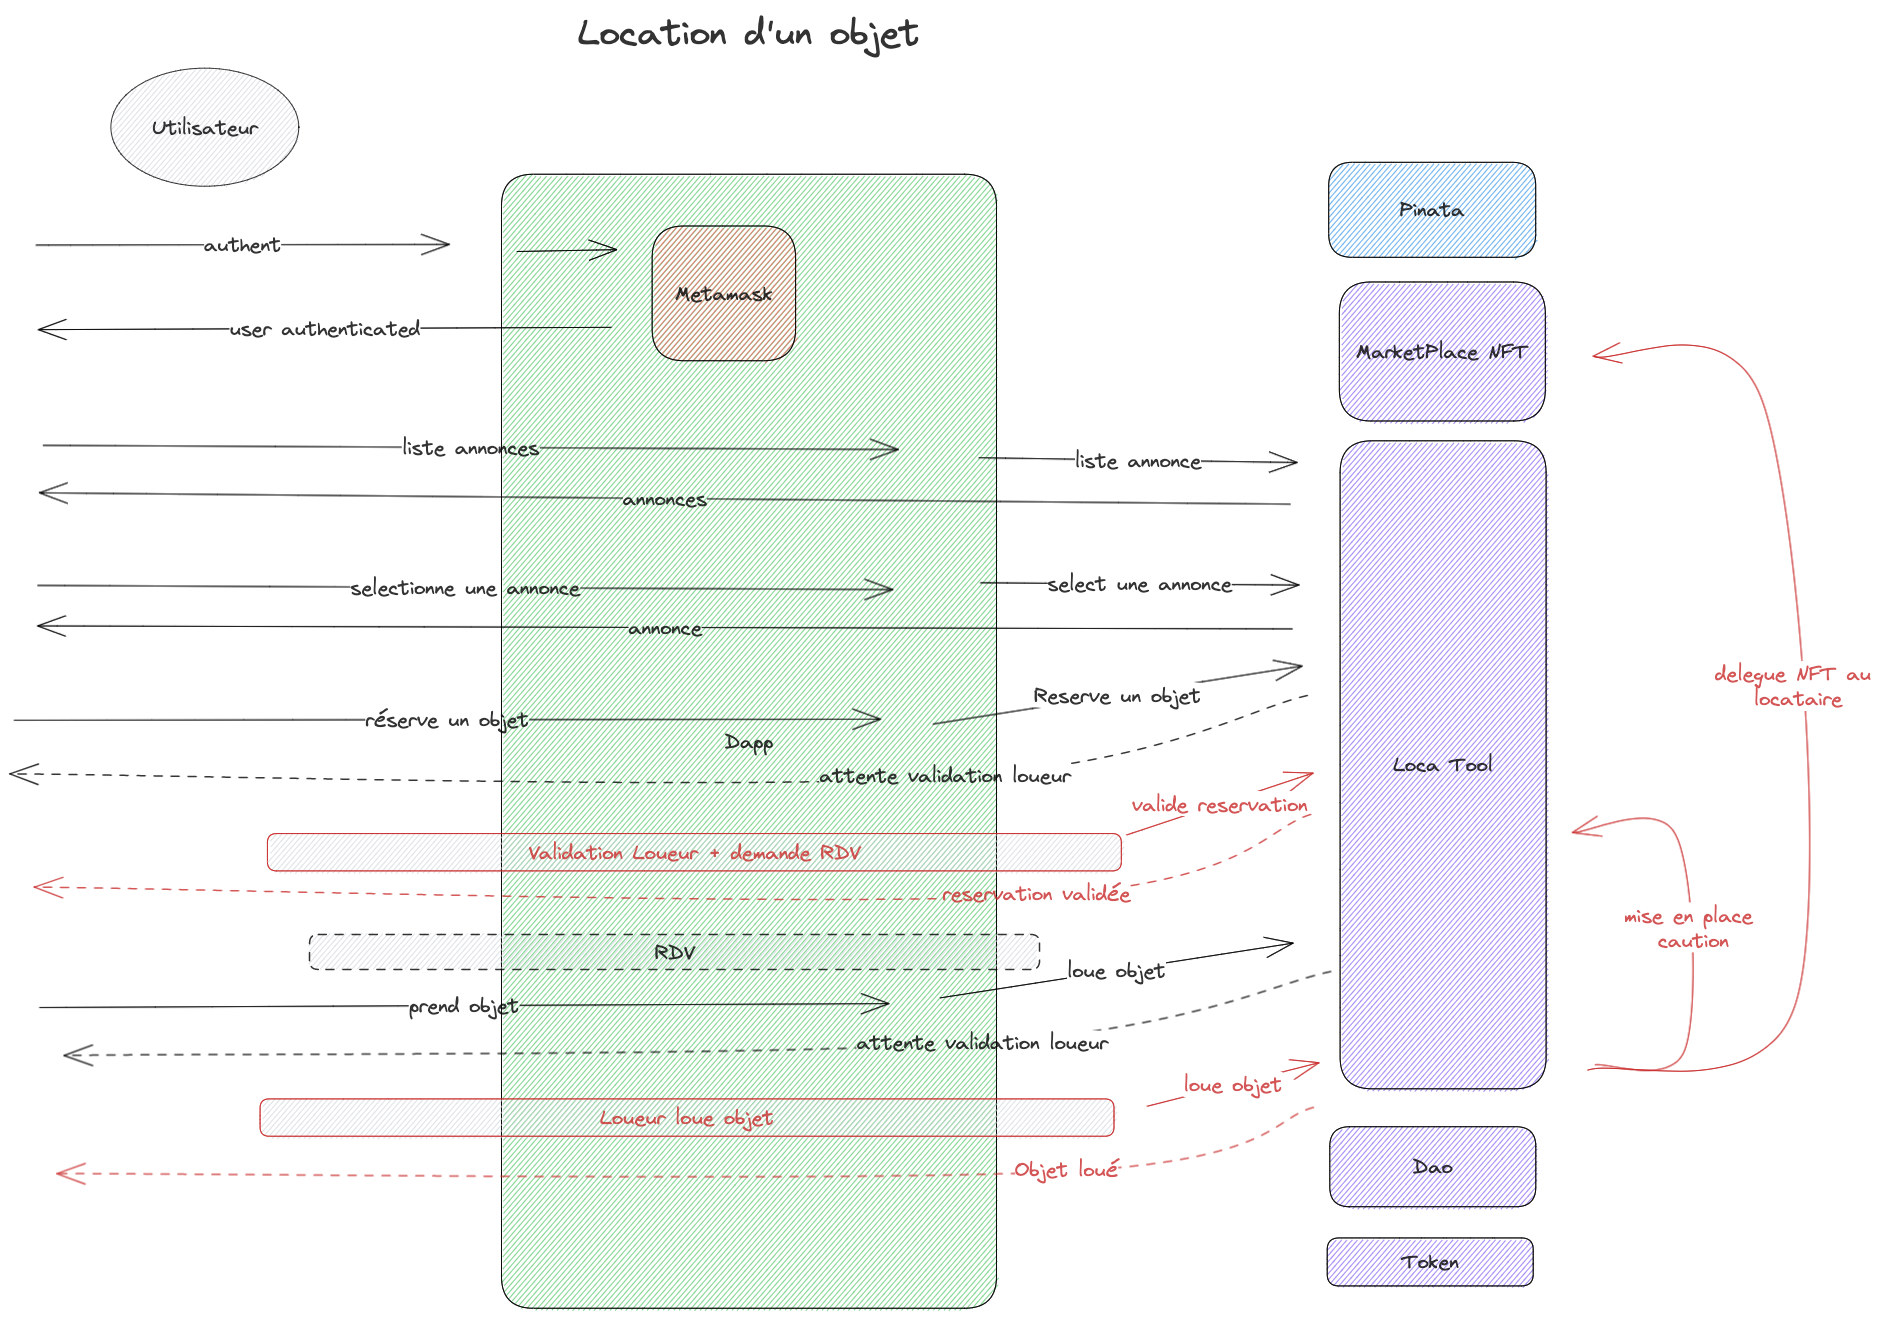 Location d'un objet
Utilisateur
Pinata
authent
Metamask
user authenticated
MarketPlace NFT
liste annonces
liste annonce
annonces
selectionne une annonce
select une annonce
annonce
delegue NFT au
locataire
Reserve un objet
réserve un objet
Dapp
Loca Tool
attente validation loueur
valide reservation
Validation Loueur + demande RDV
reservation validée
mise en place
caution
RDV
loue objet
prend objet
attente validation loueur
loue objet
Loueur loue objet
Objet loué
Dao
Token